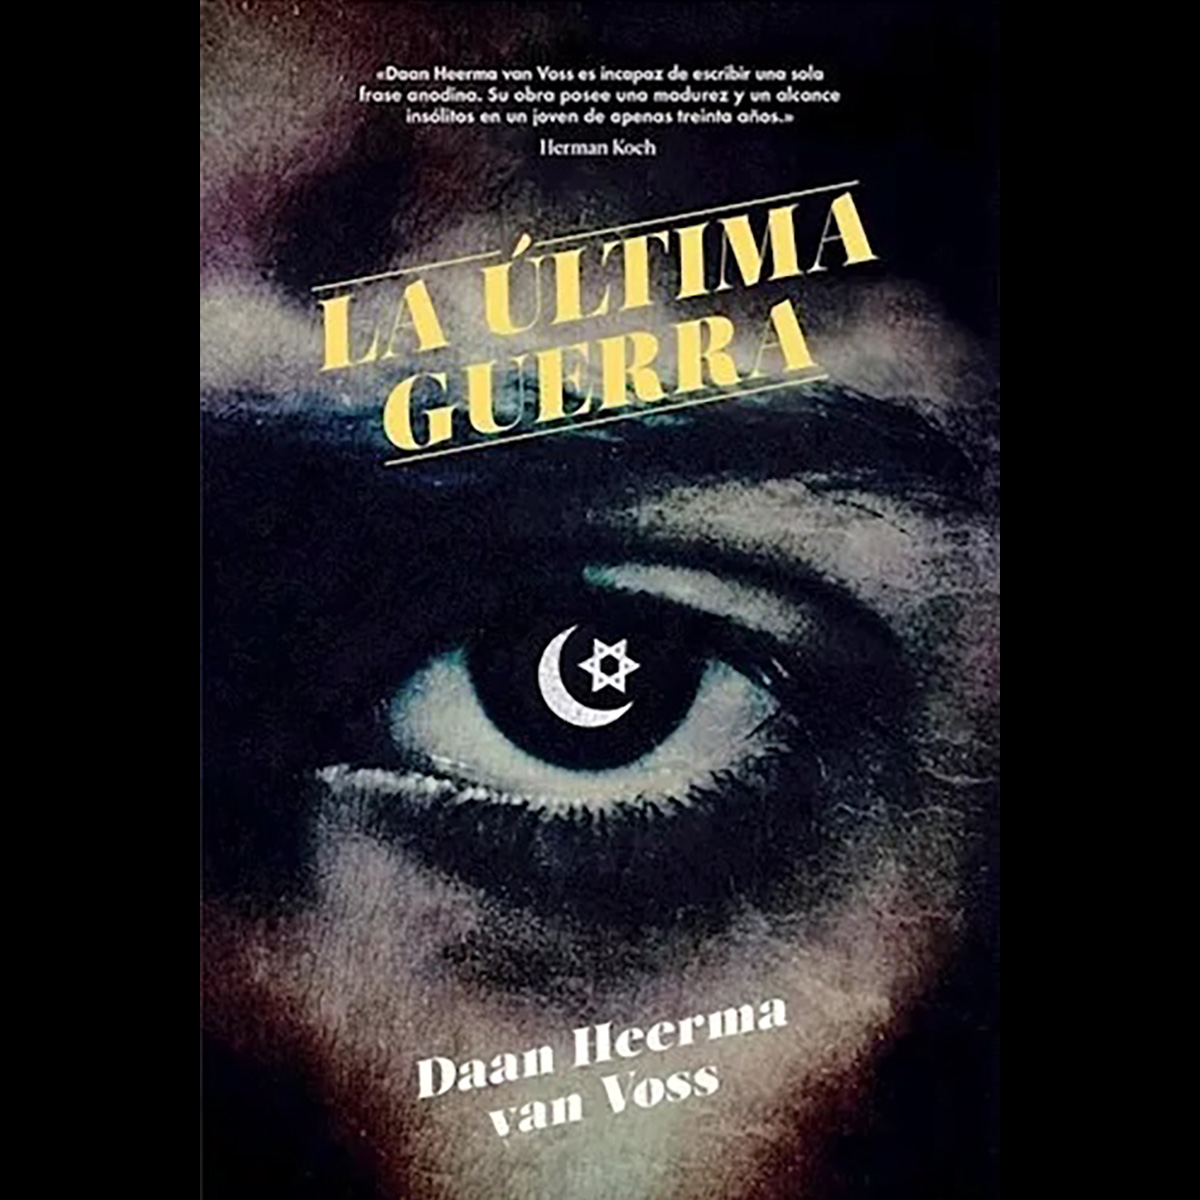 «Daan Heerma van Voss es incapaz de escribir una sola
frase anodina. Su obra posee una madurez y un alcance
insólitos en un joven de apenas treinta años.»
Herman Koch
LA ÚLTIMA
GUERRA
Daan Heerma
van Voss